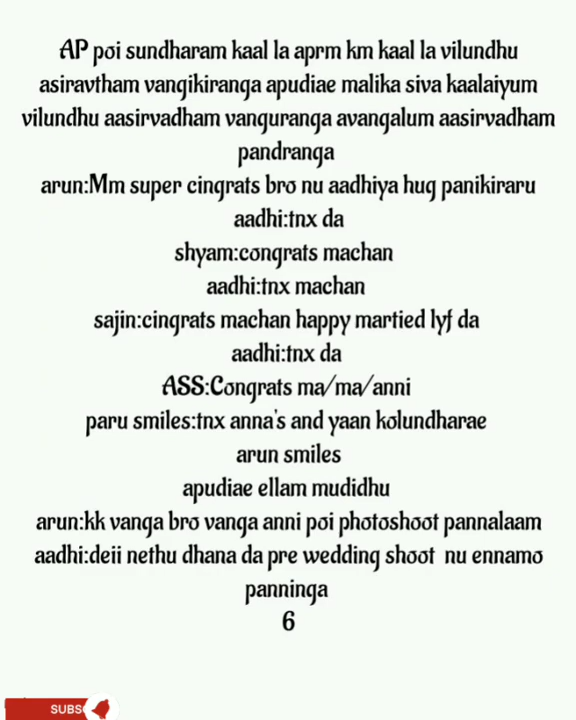 AP poi sundharam kaal la aprm km kaal la vilundhu
asiravtham vangikiranga apudiae malika siva kaalaiyum
vilundhu aasirvadham vanguranga avangalum aasirvadham
pandranga
arun:Mm super cingrats bro nu aadhiya hug panikiraru
aadhi:tnx da
shyam:congrats machan
aadhi:tnx machan
sajin:cingrats machan happy martied lyf da
aadhi:tnx da
ASS:Congrats ma/ma/anni
paru smiles:tnx anna's and yaan kolundharae
arun smiles
apudiae ellam mudidhu
arun:kk vanga bro vanga anni poi photoshoot pannalaam
aadhi:deii nethu dhana da pre wedding shoot nu ennamo
panninga
6
SUBS